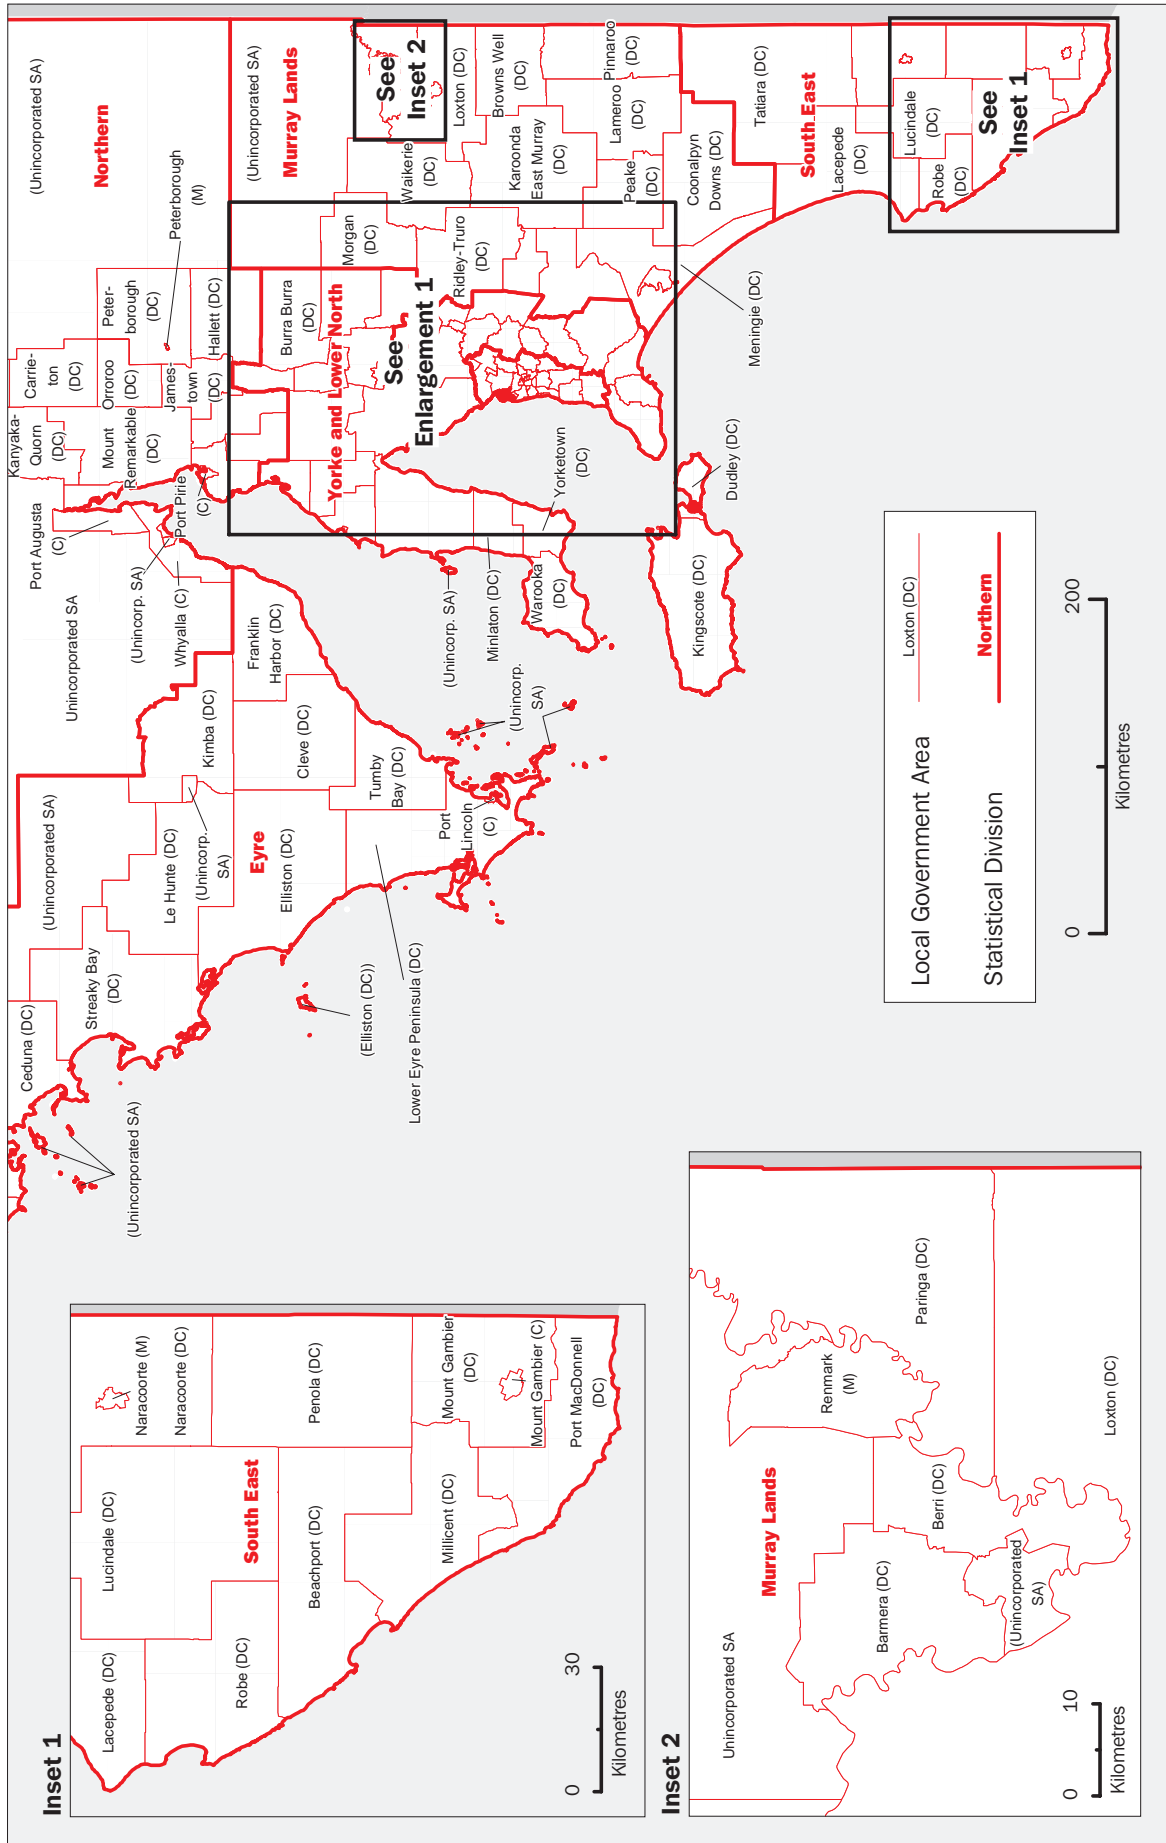 (Unincorporated SA)
Northern
Peterborough
(M)
(Unincorporated SA)
Murray Lands
See
Inset 2
Kanyaka-
Quorn
(DC)
Carrie-
ton
(DC)
Mount
Remarkable
(DC)
Orroroo
(DC)
Peter-
borough
(DC)
James-
town
(DC)
Hallett (DC)
Port Augusta
(C)
Port Pirie
(C)
(Unincorp. SA)
Whyalla (C)
Unincorporated SA
Burra Burra
(DC)
Morgan
(DC)
Waikerie
(DC)
Loxton (DC)
Browns Well
(DC)
Karoonda
East Murray
(DC)
Ridley-Truro
(DC)
Yorke and Lower North
See
Enlargement 1
Peake
(DC)
Lameroo
(DC)
Pinnaroo
(DC)
Coonalpyn
Downs (DC)
Tatiara (DC)
South East
Lacepede
(DC)
Lucindale
(DC)
Robe
(DC)
See
Inset 1
Meningie (DC)
Yorketown
(DC)
Dudley (DC)
Kingscote (DC)
Warooka
(DC)
Minlaton (DC)
(Unincorp. SA)
(Unincorp.
SA)
Franklin
Harbor (DC)
Kimba (DC)
Cleve (DC)
Tumby
Bay (DC)
Port
Lincoln
(C)
(Unincorporated SA)
Le Hunte (DC)
(Unincorp.
SA)
Eyre
Elliston (DC)
Streaky Bay
(DC)
Ceduna (DC)
(Elliston (DC))
Lower Eyre Peninsula (DC)
(Unincorporated SA)
Local Government Area
Loxton (DC)
Statistical Division
Northern
0
200
Kilometres
Inset 1
Lacepede (DC)
Lucindale (DC)
Naracoorte (M)
Naracoorte (DC)
Robe (DC)
South East
Beachport (DC)
Penola (DC)
Millicent (DC)
Mount Gambier
(DC)
Mount Gambier (C)
Port MacDonnell
(DC)
0
30
Kilometres
Inset 2
Unincorporated SA
Murray Lands
Renmark
(M)
Paringa (DC)
Barmera (DC)
Berri (DC)
(Unincorporated
SA)
Loxton (DC)
0
10
Kilometres